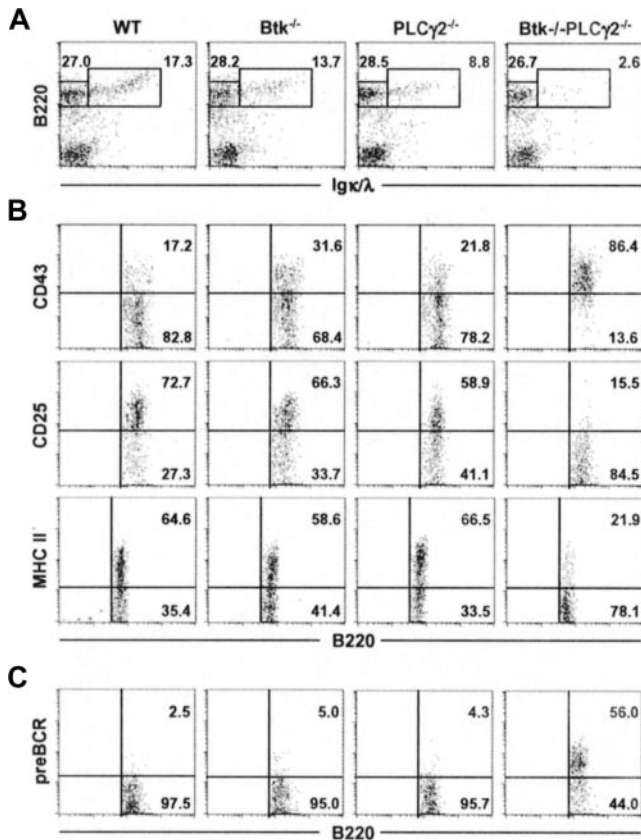 A
WT Btk-/- PLCγ2-/- Btk-/-PLCγ2-/-
27.0 17.3 28.2 13.7 28.5 8.8 26.7 2.6
B220
Igκ/λ
B
17.2 31.6 21.8 86.4
CD43
82.8 68.4 78.2 13.6
72.7 66.3 58.9 15.5
CD25
27.3 33.7 41.1 84.5
64.6 58.6 66.5 21.9
MHC II
35.4 41.4 33.5 78.1
B220
C
2.5 5.0 4.3 56.0
preBCR
97.5 95.0 95.7 44.0
B220